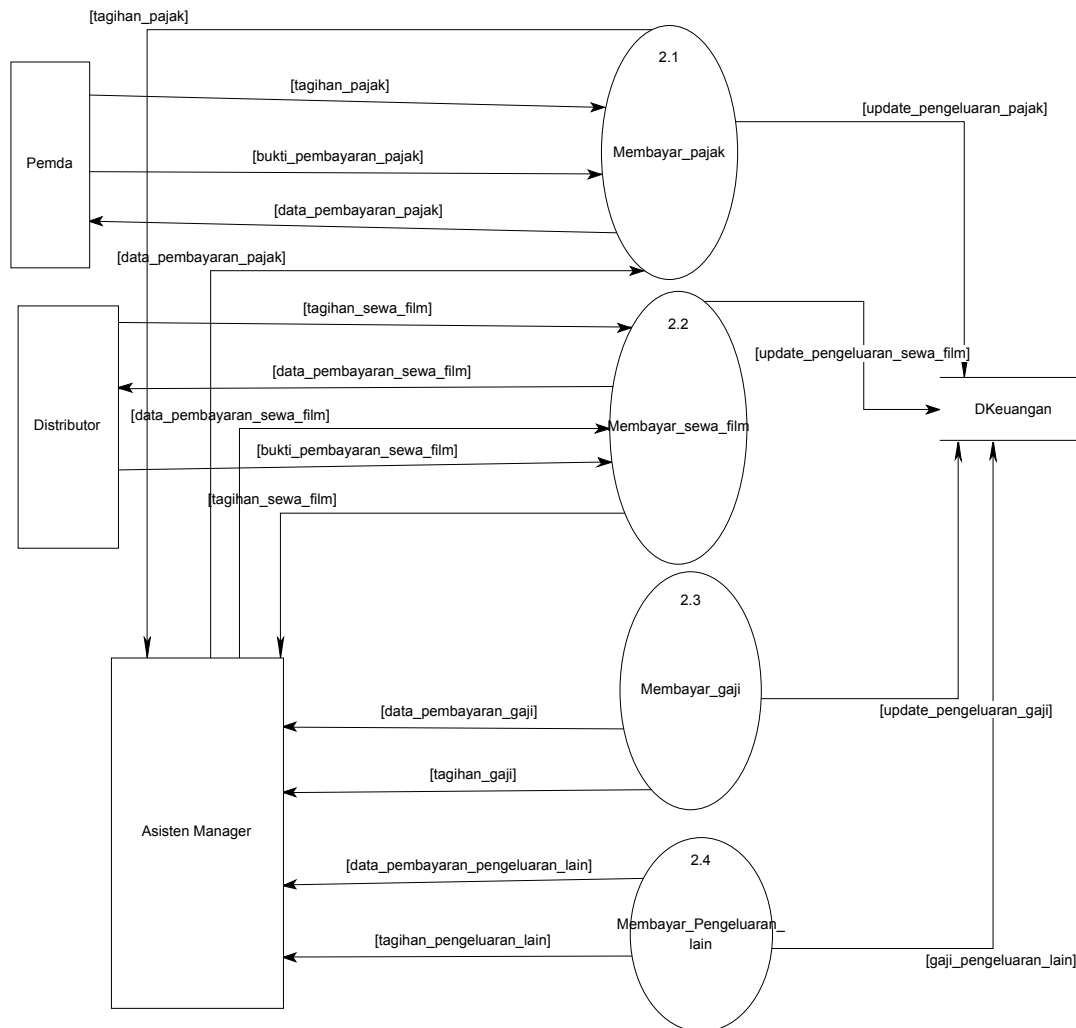 [tagihan_pajak]
2.1
[tagihan_pajak]
[update_pengeluaran_pajak]
Pemda
[bukti_pembayaran_pajak]
Membayar_pajak
[data_pembayaran_pajak]
[data_pembayaran_pajak]
[tagihan_sewa_film]
2.2
[update_pengeluaran_sewa_film]
[data_pembayaran_sewa_film]
DKeuangan
[data_pembayaran_sewa_film]
Distributor
Membayar_sewa_film
[bukti_pembayaran_sewa_film]
[tagihan_sewa_film]
2.3
Membayar_gaji
[data_pembayaran_gaji]
[update_pengeluaran_gaji]
[tagihan_gaji]
Asisten Manager
2.4
[data_pembayaran_pengeluaran_lain]
Membayar_Pengeluaran_
lain
[tagihan_pengeluaran_lain]
[gaji_pengeluaran_lain]